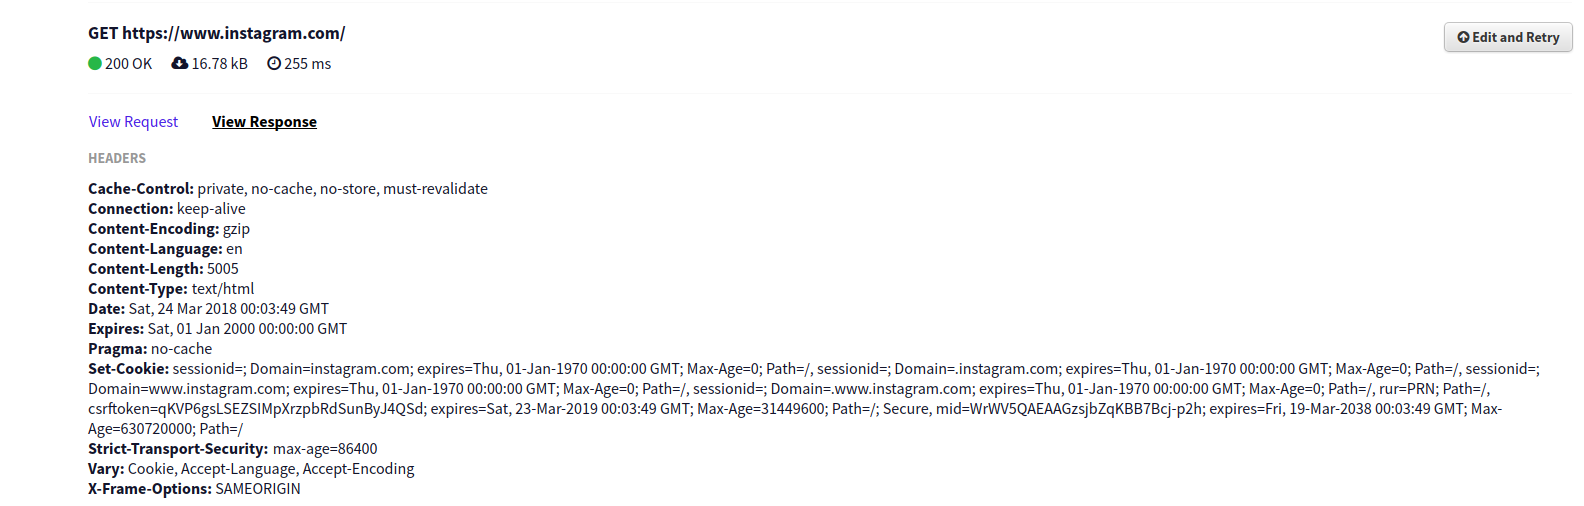 GET https://www.instagram.com/
Edit and Retry
200 OK 16.78 kB 255 ms
View Request View Response
HEADERS
Cache-Control: private, no-cache, no-store, must-revalidate
Connection: keep-alive
Content-Encoding: gzip
Content-Language: en
Content-Length: 5005
Content-Type: text/html
Date: Sat, 24 Mar 2018 00:03:49 GMT
Expires: Sat, 01 Jan 2000 00:00:00 GMT
Pragma: no-cache
Set-Cookie: sessionid=; Domain=instagram.com; expires=Thu, 01-Jan-1970 00:00:00 GMT; Max-Age=0; Path=/, sessionid=; Domain=.instagram.com; expires=Thu, 01-Jan-1970 00:00:00 GMT; Max-Age=0; Path=/, sessionid=;
Domain=www.instagram.com; expires=Thu, 01-Jan-1970 00:00:00 GMT; Max-Age=0; Path=/, sessionid=; Domain=.www.instagram.com; expires=Thu, 01-Jan-1970 00:00:00 GMT; Max-Age=0; Path=/, rur=PRN; Path=/,
csrftoken=qKVP6gsLSEZSIMpXrzpbRdSunByJ4QSd; expires=Sat, 23-Mar-2019 00:03:49 GMT; Max-Age=31449600; Path=/; Secure, mid=WrWV5QAEAAGzsjbZqKBB7Bcj-p2h; expires=Fri, 19-Mar-2038 00:03:49 GMT; Max-
Age=630720000; Path=/
Strict-Transport-Security: max-age=86400
Vary: Cookie, Accept-Language, Accept-Encoding
X-Frame-Options: SAMEORIGIN